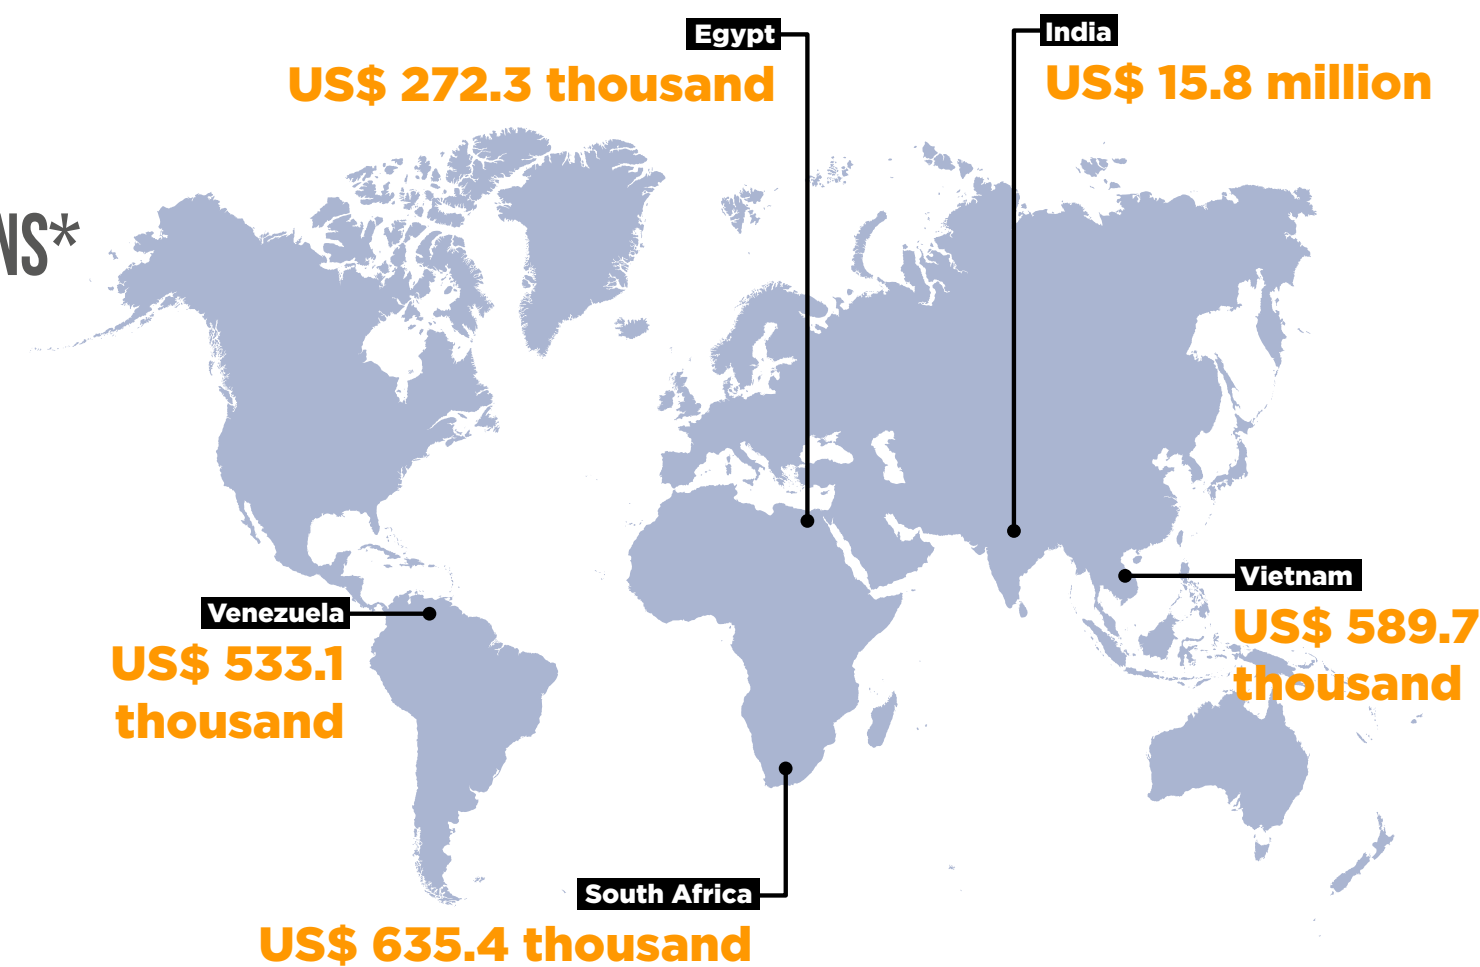 Egypt
US$ 272.3 thousand
India
US$ 15.8 million
NS*
Venezuela
US$ 533.1
thousand
Vietnam
US$ 589.7
thousand
South Africa
US$ 635.4 thousand